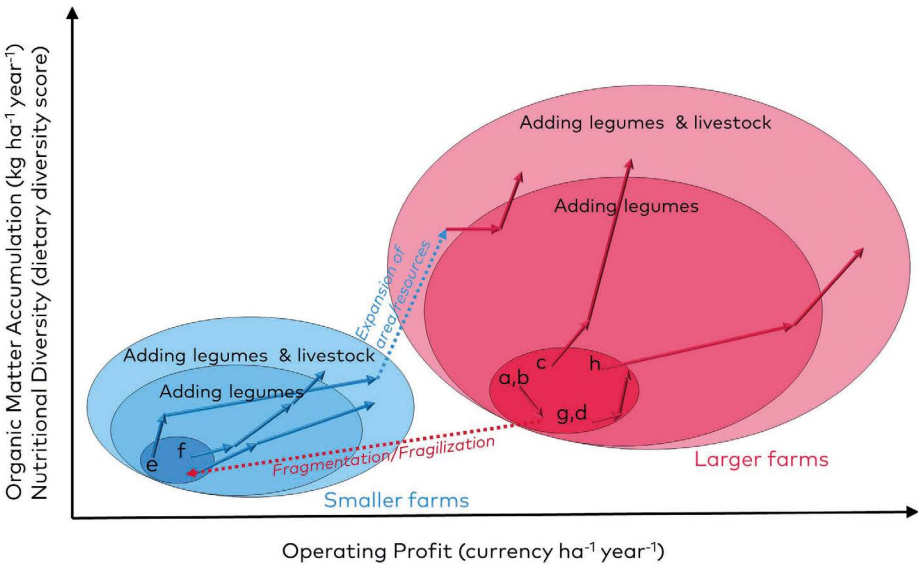 Organic Matter Accumulation (kg ha⁻¹ year⁻¹)
Nutritional Diversity (dietary diversity score)
Adding legumes & livestock
Adding legumes
Expansion of
area/resources
Adding legumes & livestock
Adding legumes
c
h
a,b
g,d
f
e
Fragmentation/Fragilization
Larger farms
Smaller farms
Operating Profit (currency ha⁻¹ year⁻¹)